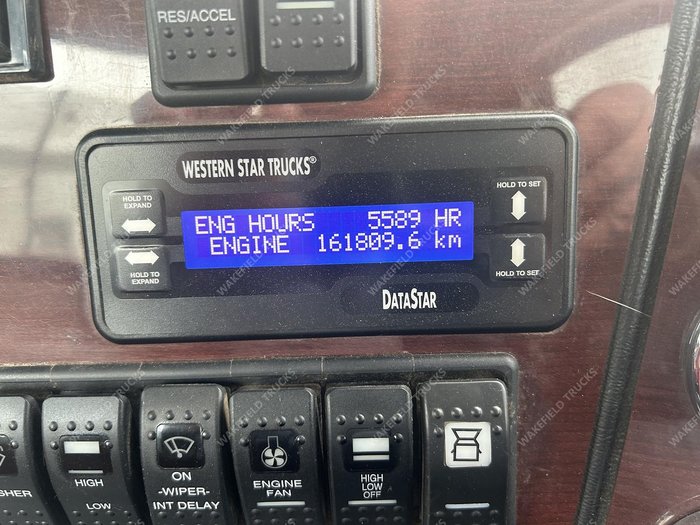 RES/ACCEL
WESTERN STAR TRUCKS®
HOLD TO
EXPAND
HOLD TO SET
ENG HOURS 5589 HR
ENGINE 161809.6 km
HOLD TO
EXPAND
HOLD TO SET
DATASTAR
SHER
HIGH
LOW
ON
-WIPER-
INT DELAY
ENGINE
FAN
HIGH
LOW
OFF
WAKEFIELD TRUCKS